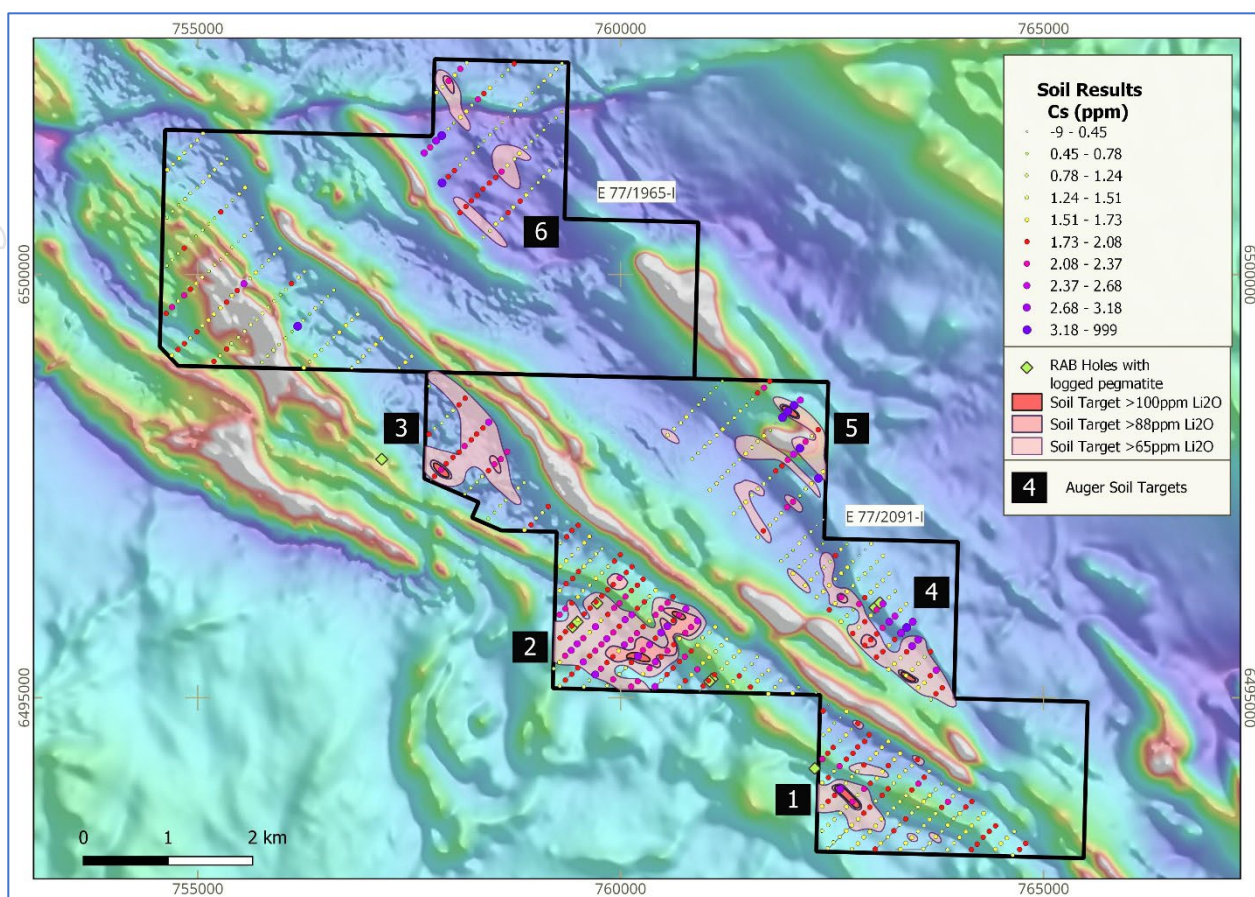 755000
760000
765000
Soil Results
Cs (ppm)
-9 - 0.45
0.45 - 0.78
0.78 - 1.24
1.24 - 1.51
1.51 - 1.73
1.73 - 2.08
2.08 - 2.37
2.37 - 2.68
2.68 - 3.18
3.18 - 999
RAB Holes with
logged pegmatite
Soil Target >100ppm Li2O
Soil Target >88ppm Li2O
Soil Target >65ppm Li2O
4 Auger Soil Targets
E 77/1965-I
6
6500000
6500000
3
5
E 77/2091-I
4
2
6495000
6495000
1
0 1 2 km
755000
760000
765000